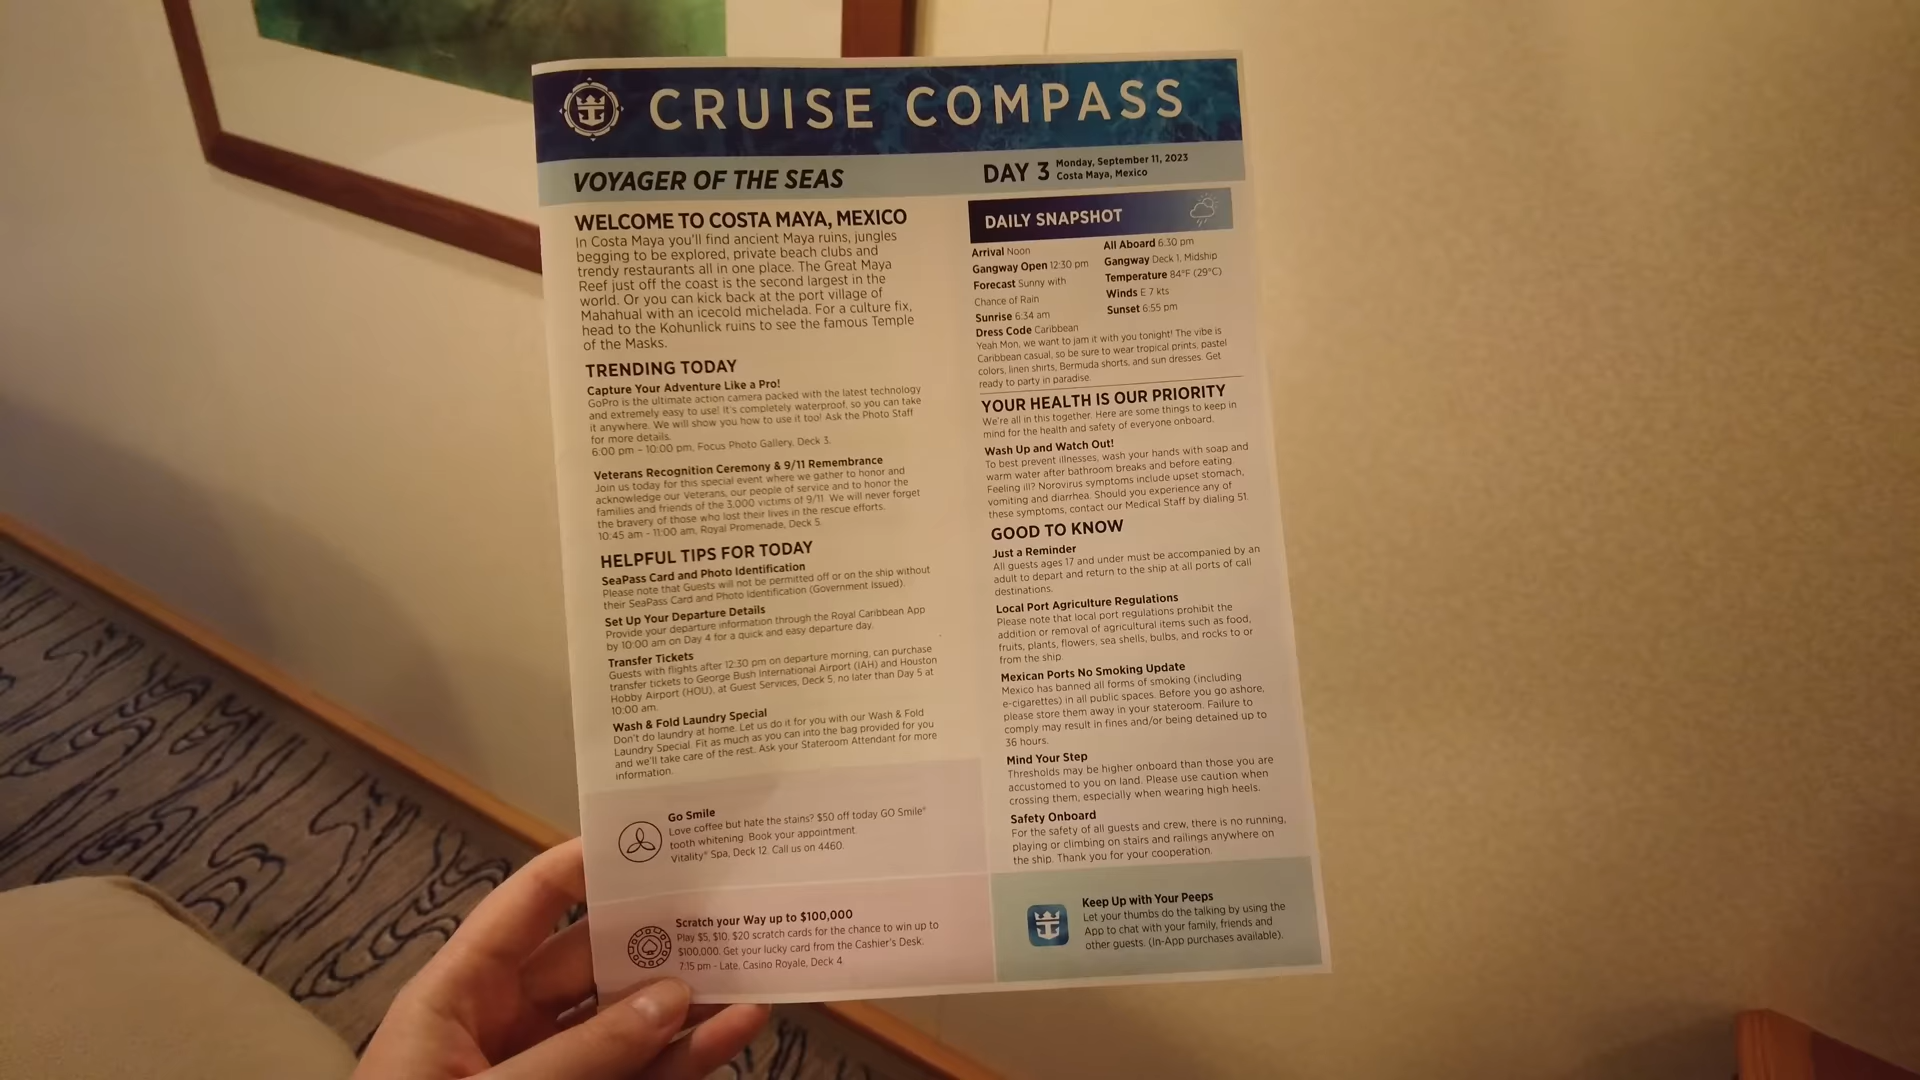 CRUISE COMPASS
VOYAGER OF THE SEAS
DAY 3
Monday, September 11, 2023
Costa Maya, Mexico
WELCOME TO COSTA MAYA, MEXICO
In Costa Maya you'll find ancient Maya ruins, jungles
begging to be explored, private beach clubs and
trendy restaurants all in one place. The Great Maya
Reef just off the coast is the second largest in the
world. Or you can kick back at the port village of
Mahahual with an icecold michelada. For a culture fix,
head to the Kohunlick ruins to see the famous Temple
of the Masks.
TRENDING TODAY
Capture Your Adventure Like a Pro!
GoPro is the ultimate action camera packed with the latest technology
and extremely easy to use! It's completely waterproof, so you can take
it anywhere. We will show you how to use it too! Ask the Photo Staff
for more details.
6:00 pm - 10:00 pm, Focus Photo Gallery, Deck 3.
Veterans Recognition Ceremony & 9/11 Remembrance
Join us today for this special event where we gather to honor and
acknowledge our Veterans, our people of service and to honor the
families and friends of the 3,000 victims of 9/11. We will never forget
the bravery of those who lost their lives in the rescue efforts.
10:45 am - 11:00 am, Royal Promenade, Deck 5.
HELPFUL TIPS FOR TODAY
SeaPass Card and Photo Identification
Please note that Guests will not be permitted off or on the ship without
their SeaPass Card and Photo Identification (Government Issued).
Set Up Your Departure Details
Provide your departure information through the Royal Caribbean App
by 10:00 am on Day 4 for a quick and easy departure day.
Transfer Tickets
Guests with flights after 12:30 pm on departure morning, can purchase
transfer tickets to George Bush International Airport (IAH) and Houston
Hobby Airport (HOU), at Guest Services, Deck 5, no later than Day 5 at
10:00 am.
Wash & Fold Laundry Special
Don't do laundry at home. Let us do it for you with our Wash & Fold
Laundry Special. Fit as much as you can into the bag provided for you
and we'll take care of the rest. Ask your Stateroom Attendant for more
information.
Go Smile
Love coffee but hate the stains? $50 off today GO Smile®
tooth whitening. Book your appointment.
Vitality® Spa, Deck 12. Call us on 4460.
Scratch your Way up to $100,000
Play $5, $10, $20 scratch cards for the chance to win up to
$100,000. Get your lucky card from the Cashier's Desk.
7:15 pm - Late, Casino Royale, Deck 4
DAILY SNAPSHOT
Arrival Noon
Gangway Open 12:30 pm
Forecast Sunny with
Chance of Rain
Sunrise 6:34 am
All Aboard 6:30 pm
Gangway Deck 1, Midship
Temperature 84°F (29°C)
Winds E 7 kts
Sunset 6:55 pm
Dress Code Caribbean
Yeah Mon, we want to jam it with you tonight! The vibe is
Caribbean casual, so be sure to wear tropical prints, pastel
colors, linen shirts, Bermuda shorts, and sun dresses. Get
ready to party in paradise.
YOUR HEALTH IS OUR PRIORITY
We're all in this together. Here are some things to keep in
mind for the health and safety of everyone onboard.
Wash Up and Watch Out!
To best prevent illnesses, wash your hands with soap and
warm water after bathroom breaks and before eating.
Feeling ill? Norovirus symptoms include upset stomach,
vomiting and diarrhea. Should you experience any of
these symptoms, contact our Medical Staff by dialing 51.
GOOD TO KNOW
Just a Reminder
All guests ages 17 and under must be accompanied by an
adult to depart and return to the ship at all ports of call
destinations.
Local Port Agriculture Regulations
Please note that local port regulations prohibit the
addition or removal of agricultural items such as food,
fruits, plants, flowers, sea shells, bulbs, and rocks to or
from the ship.
Mexican Ports No Smoking Update
Mexico has banned all forms of smoking (including
e-cigarettes) in all public spaces. Before you go ashore,
please store them away in your stateroom. Failure to
comply may result in fines and/or being detained up to
36 hours.
Mind Your Step
Thresholds may be higher onboard than those you are
accustomed to you on land. Please use caution when
crossing them, especially when wearing high heels.
Safety Onboard
For the safety of all guests and crew, there is no running,
playing or climbing on stairs and railings anywhere on
the ship. Thank you for your cooperation.
Keep Up with Your Peeps
Let your thumbs do the talking by using the
App to chat with your family, friends and
other guests. (In-App purchases available).